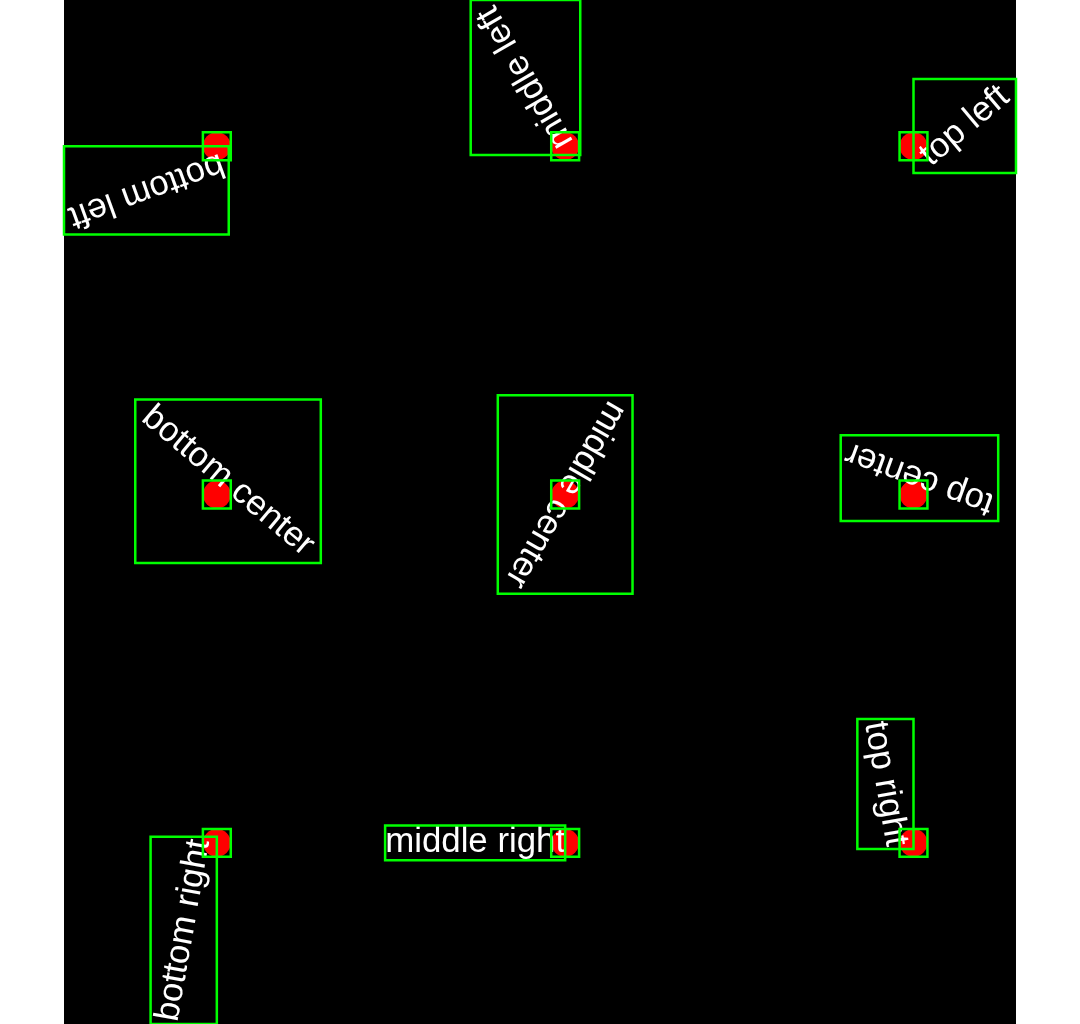 middle left
top left
bottom left
bottom center
middle center
top center
top right
middle right
bottom right